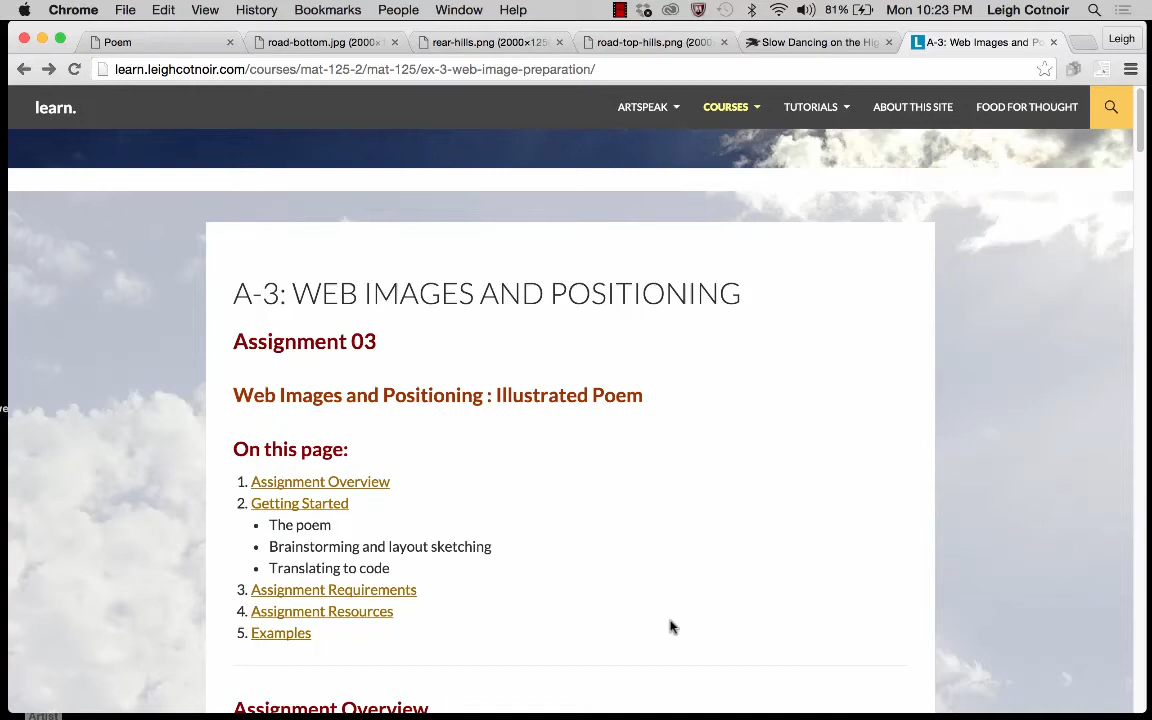 Chrome File Edit View History Bookmarks People Window Help 81% Mon 10:23 PM Leigh Cotnoir
Poem road-bottom.jpg (2000×1 rear-hills.png (2000×125 road-top-hills.png (2000 Slow Dancing on the Hig A-3: Web Images and Po Leigh
learn.leighcotnoir.com/courses/mat-125-2/mat-125/ex-3-web-image-preparation/
learn. ARTSPEAK COURSES TUTORIALS ABOUT THIS SITE FOOD FOR THOUGHT
A-3: WEB IMAGES AND POSITIONING
Assignment 03
Web Images and Positioning : Illustrated Poem
On this page:
1. Assignment Overview
2. Getting Started
• The poem
• Brainstorming and layout sketching
• Translating to code
3. Assignment Requirements
4. Assignment Resources
5. Examples
Assignment Overview
Artist